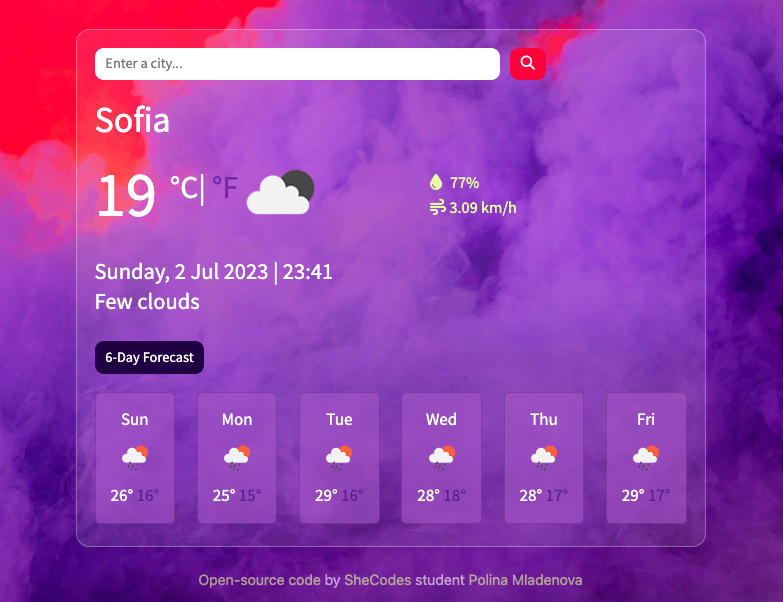 Enter a city...
Sofia
19 °C| °F
77%
3.09 km/h
Sunday, 2 Jul 2023 | 23:41
Few clouds
6-Day Forecast
Sun Mon Tue Wed Thu Fri
26° 16° 25° 15° 29° 16° 28° 18° 28° 17° 29° 17°
Open-source code by SheCodes student Polina Mladenova